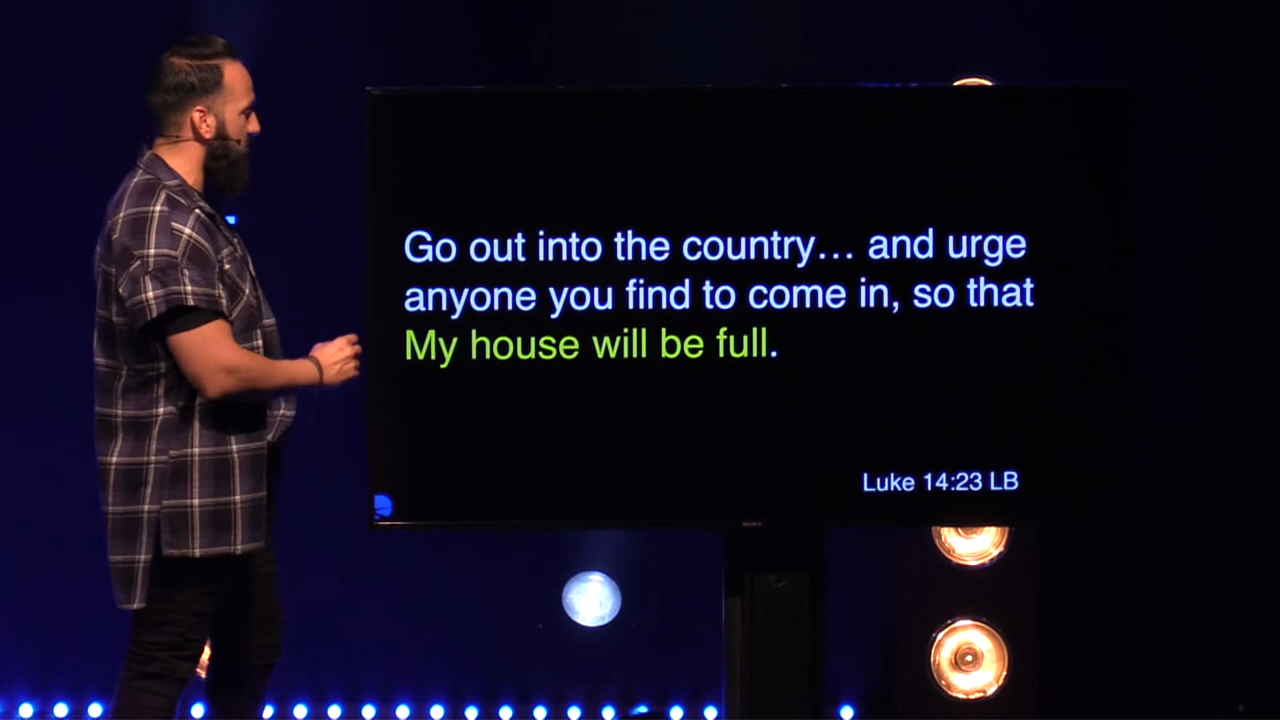 Go out into the country… and urge
anyone you find to come in, so that
My house will be full.
Luke 14:23 LB
SONY